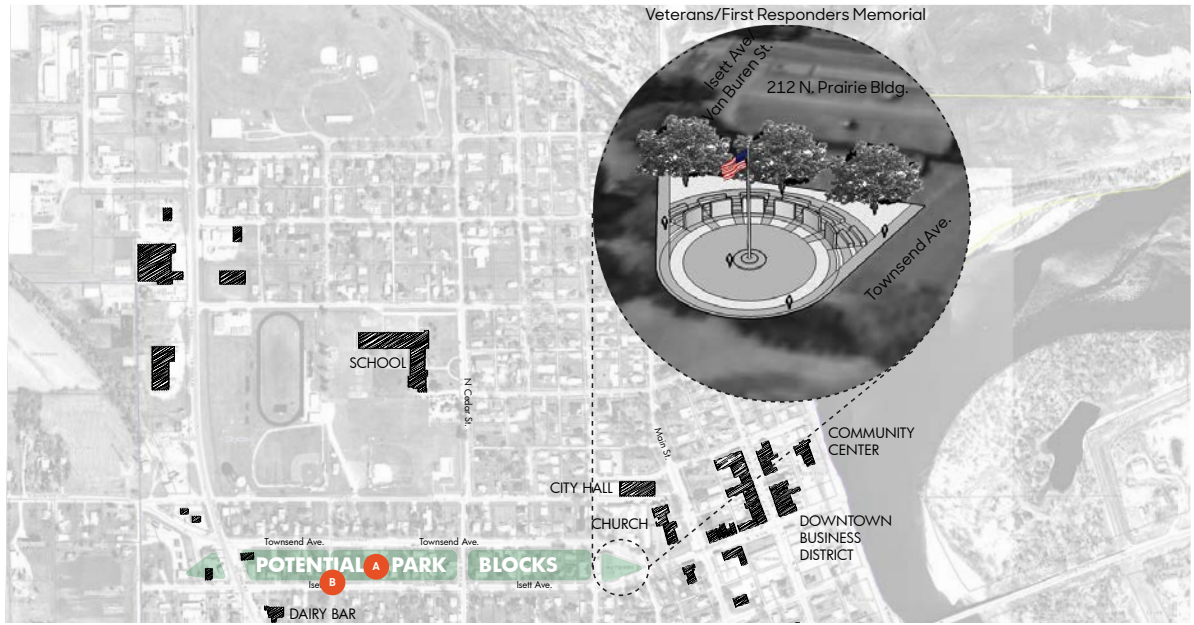 Veterans/First Responders Memorial
Isett Ave/
Van Buren St.
212 N. Prairie Bldg.
Townsend Ave.
SCHOOL
N Cedar St.
Main St.
COMMUNITY
CENTER
CITY HALL
CHURCH
DOWNTOWN
BUSINESS
DISTRICT
Townsend Ave.
Townsend Ave.
POTENTIAL A PARK BLOCKS
B
Isett Ave.
DAIRY BAR